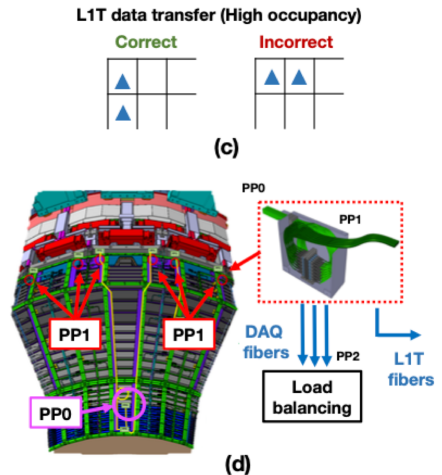 L1T data transfer (High occupancy)
Correct Incorrect
(c)
PP0
PP1
PP1 PP1
DAQ fibers
PP2
L1T fibers
Load balancing
PP0
(d)